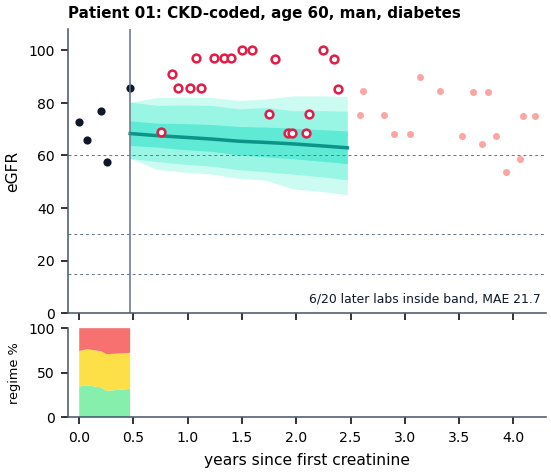 Patient 01: CKD-coded, age 60, man, diabetes
100
80
60
40
20
0
eGFR
6/20 later labs inside band, MAE 21.7
100
50
0
regime %
0.0 0.5 1.0 1.5 2.0 2.5 3.0 3.5 4.0
years since first creatinine